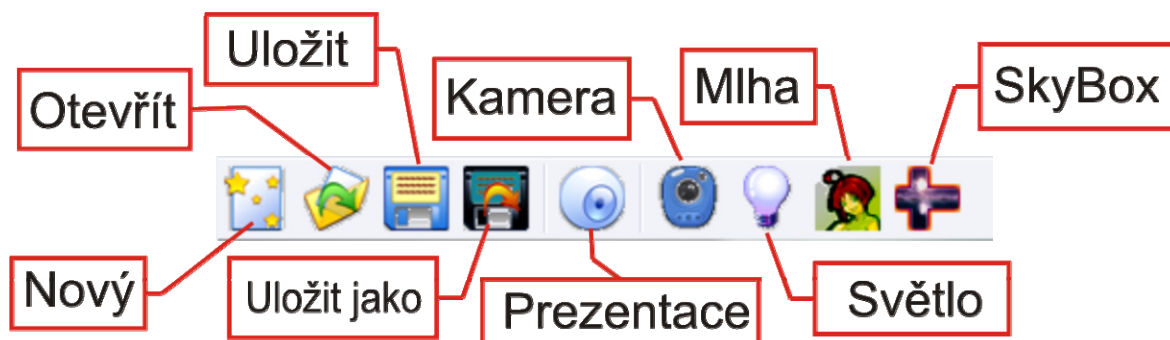 Uložit
Otevřít
Kamera
Mlha
SkyBox
Nový
Uložit jako
Prezentace
Světlo